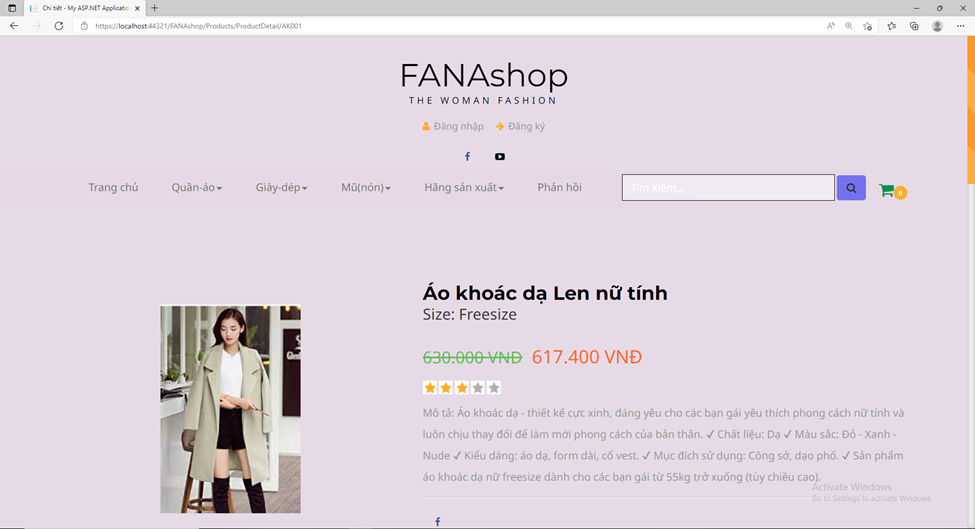 Chi tiết - My ASP.NET Application
https://localhost:44321/FANAshop/Products/ProductDetail/AK001
FANAshop
THE WOMAN FASHION
Đăng nhập Đăng ký
Trang chủ Quần-áo Giày-dép Mũ(nón) Hãng sản xuất Phản hồi Tìm kiếm... 0
Áo khoác dạ Len nữ tính
Size: Freesize
630.000 VNĐ 617.400 VNĐ
Mô tả: Áo khoác dạ - thiết kế cực xinh, đáng yêu cho các bạn gái yêu thích phong cách nữ tính và
luôn chịu thay đổi để làm mới phong cách của bản thân. ✓ Chất liệu: Dạ ✓ Màu sắc: Đỏ - Xanh -
Nude ✓ Kiểu dáng: áo dạ, form dài, cổ vest. ✓ Mục đích sử dụng: Công sở, dạo phố. ✓ Sản phẩm
áo khoác dạ nữ freesize dành cho các bạn gái từ 55kg trở xuống (tùy chiều cao).
Activate Windows
Go to Settings to activate Windows.